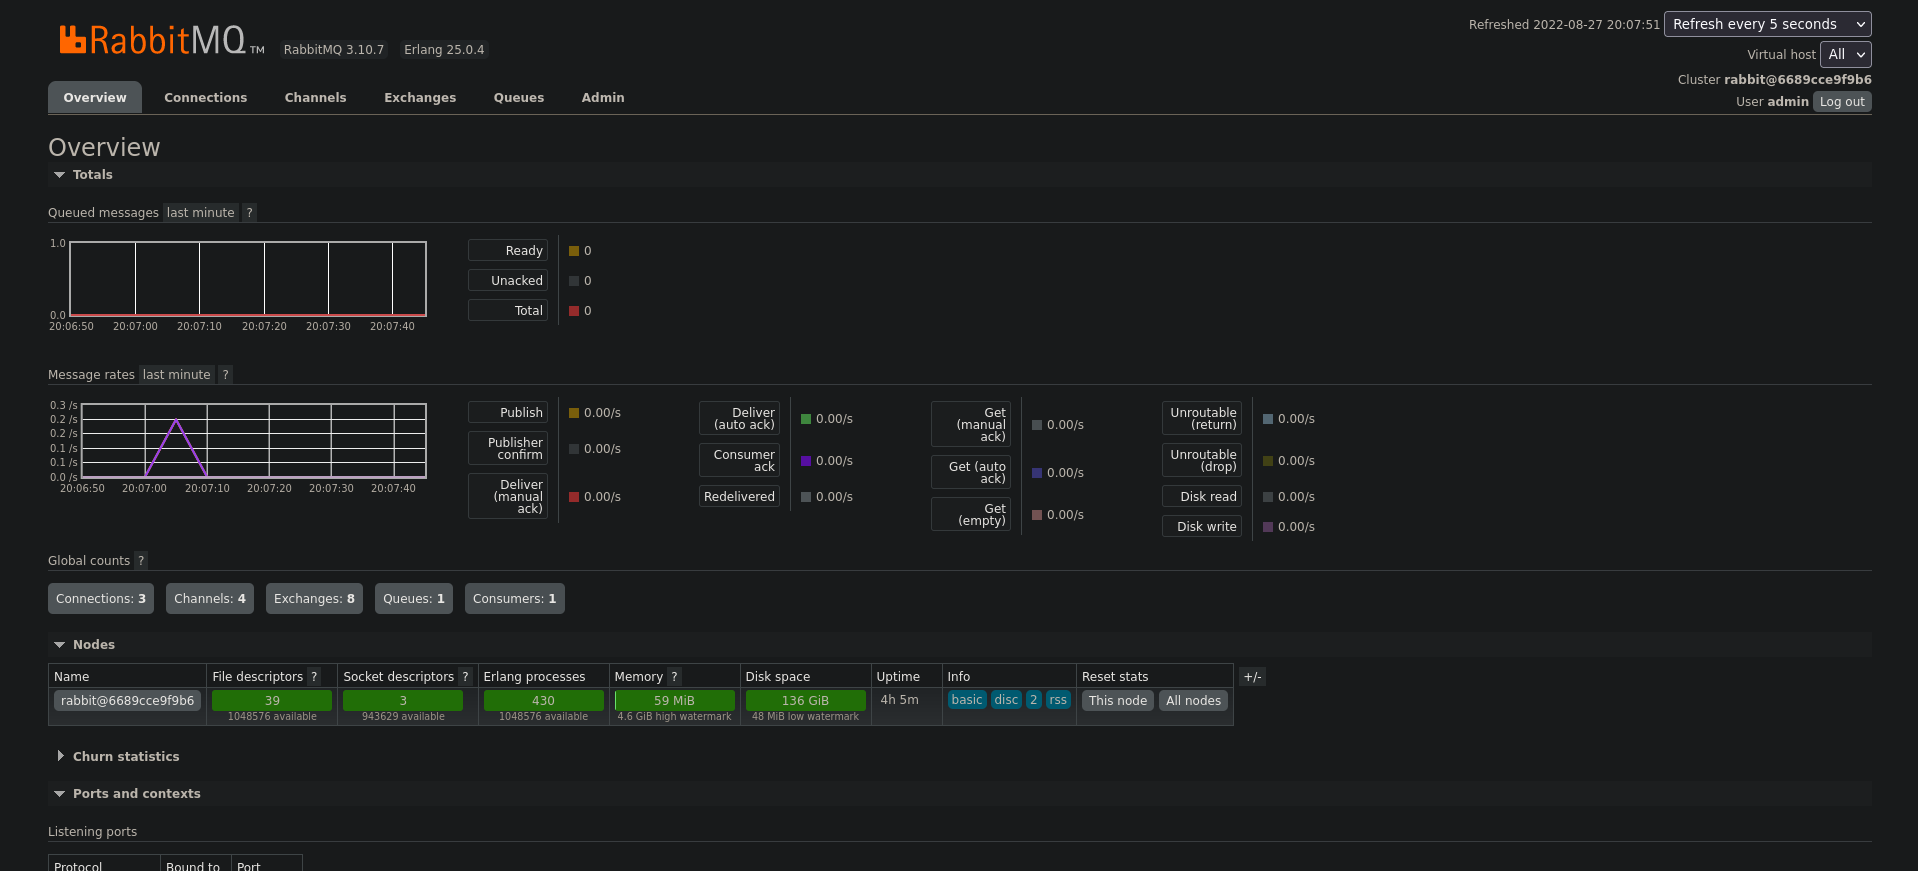 RabbitMQ™ RabbitMQ 3.10.7 Erlang 25.0.4
Refreshed 2022-08-27 20:07:51 Refresh every 5 seconds
Virtual host All
Cluster rabbit@6689cce9f9b6
User admin Log out
Overview Connections Channels Exchanges Queues Admin
Overview
Totals
Queued messages last minute ?
1.0
0.0
20:06:50 20:07:00 20:07:10 20:07:20 20:07:30 20:07:40
Ready 0
Unacked 0
Total 0
Message rates last minute ?
0.3 /s
0.2 /s
0.2 /s
0.1 /s
0.1 /s
0.0 /s
20:06:50 20:07:00 20:07:10 20:07:20 20:07:30 20:07:40
Publish 0.00/s
Publisher
confirm 0.00/s
Deliver
(manual
ack) 0.00/s
Deliver
(auto ack) 0.00/s
Consumer
ack 0.00/s
Redelivered 0.00/s
Get
(manual
ack) 0.00/s
Get (auto
ack) 0.00/s
Get
(empty) 0.00/s
Unroutable
(return) 0.00/s
Unroutable
(drop) 0.00/s
Disk read 0.00/s
Disk write 0.00/s
Global counts ?
Connections: 3 Channels: 4 Exchanges: 8 Queues: 1 Consumers: 1
Nodes
Name File descriptors ? Socket descriptors ? Erlang processes Memory ? Disk space Uptime Info Reset stats +/-
rabbit@6689cce9f9b6 39 3 430 59 MiB 136 GiB 4h 5m basic disc 2 rss This node All nodes
1048576 available 943629 available 1048576 available 4.6 GiB high watermark 48 MiB low watermark
Churn statistics
Ports and contexts
Listening ports
Protocol Bound to Port